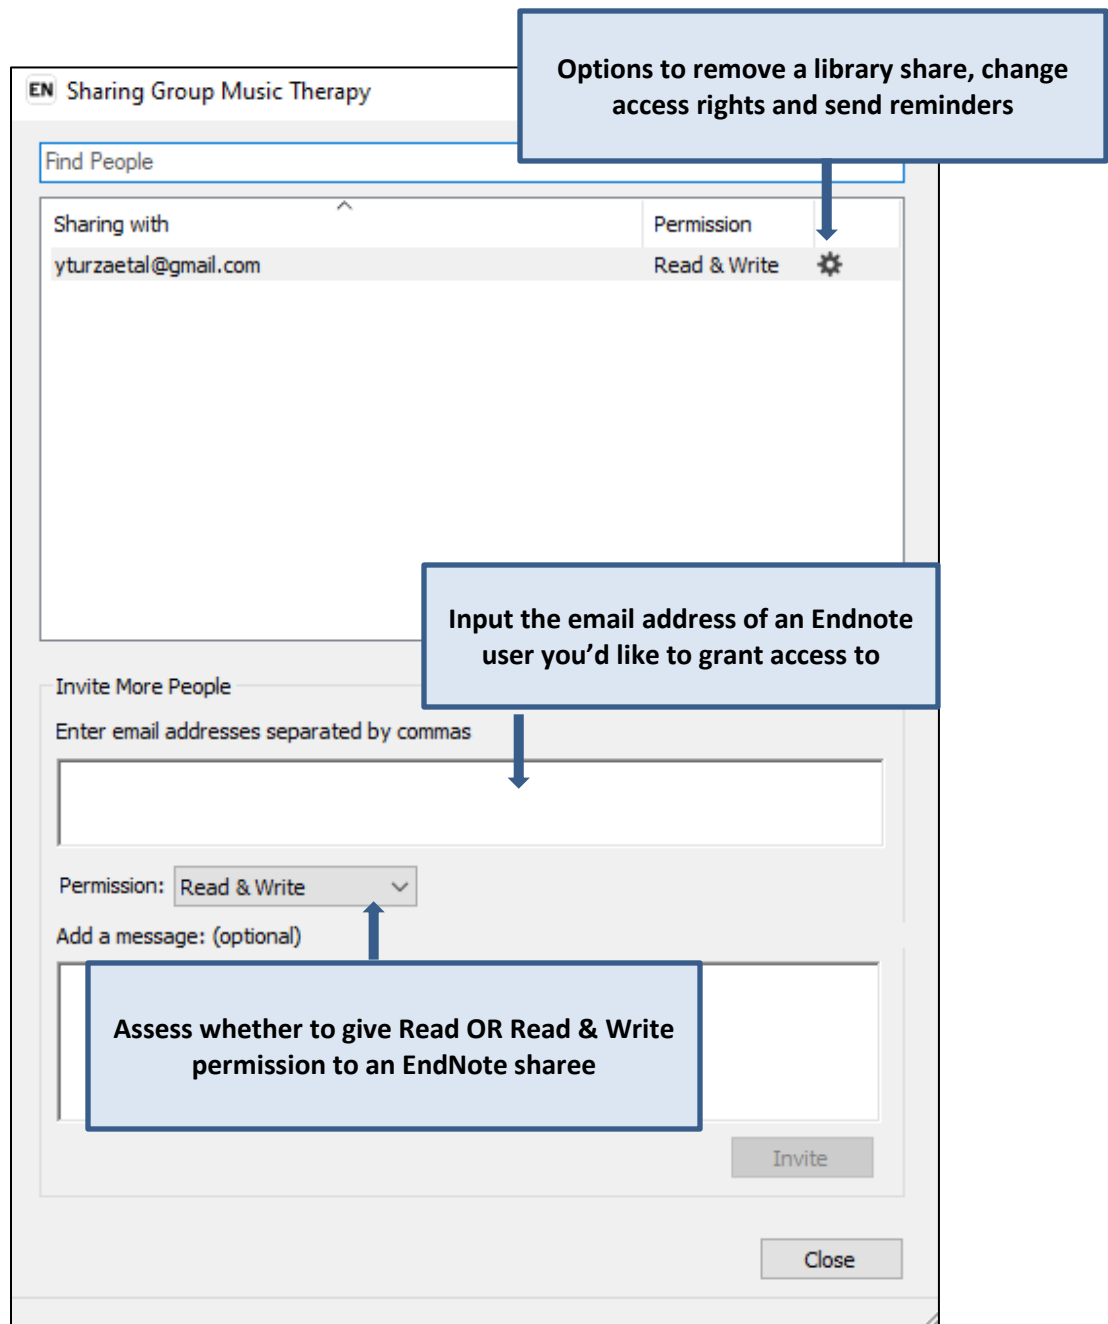 Options to remove a library share, change
access rights and send reminders
EN Sharing Group Music Therapy
Find People
Sharing with Permission
yturzaetal@gmail.com Read & Write
Input the email address of an Endnote
user you’d like to grant access to
Invite More People
Enter email addresses separated by commas
Permission: Read & Write
Add a message: (optional)
Assess whether to give Read OR Read & Write
permission to an EndNote sharee
Invite
Close